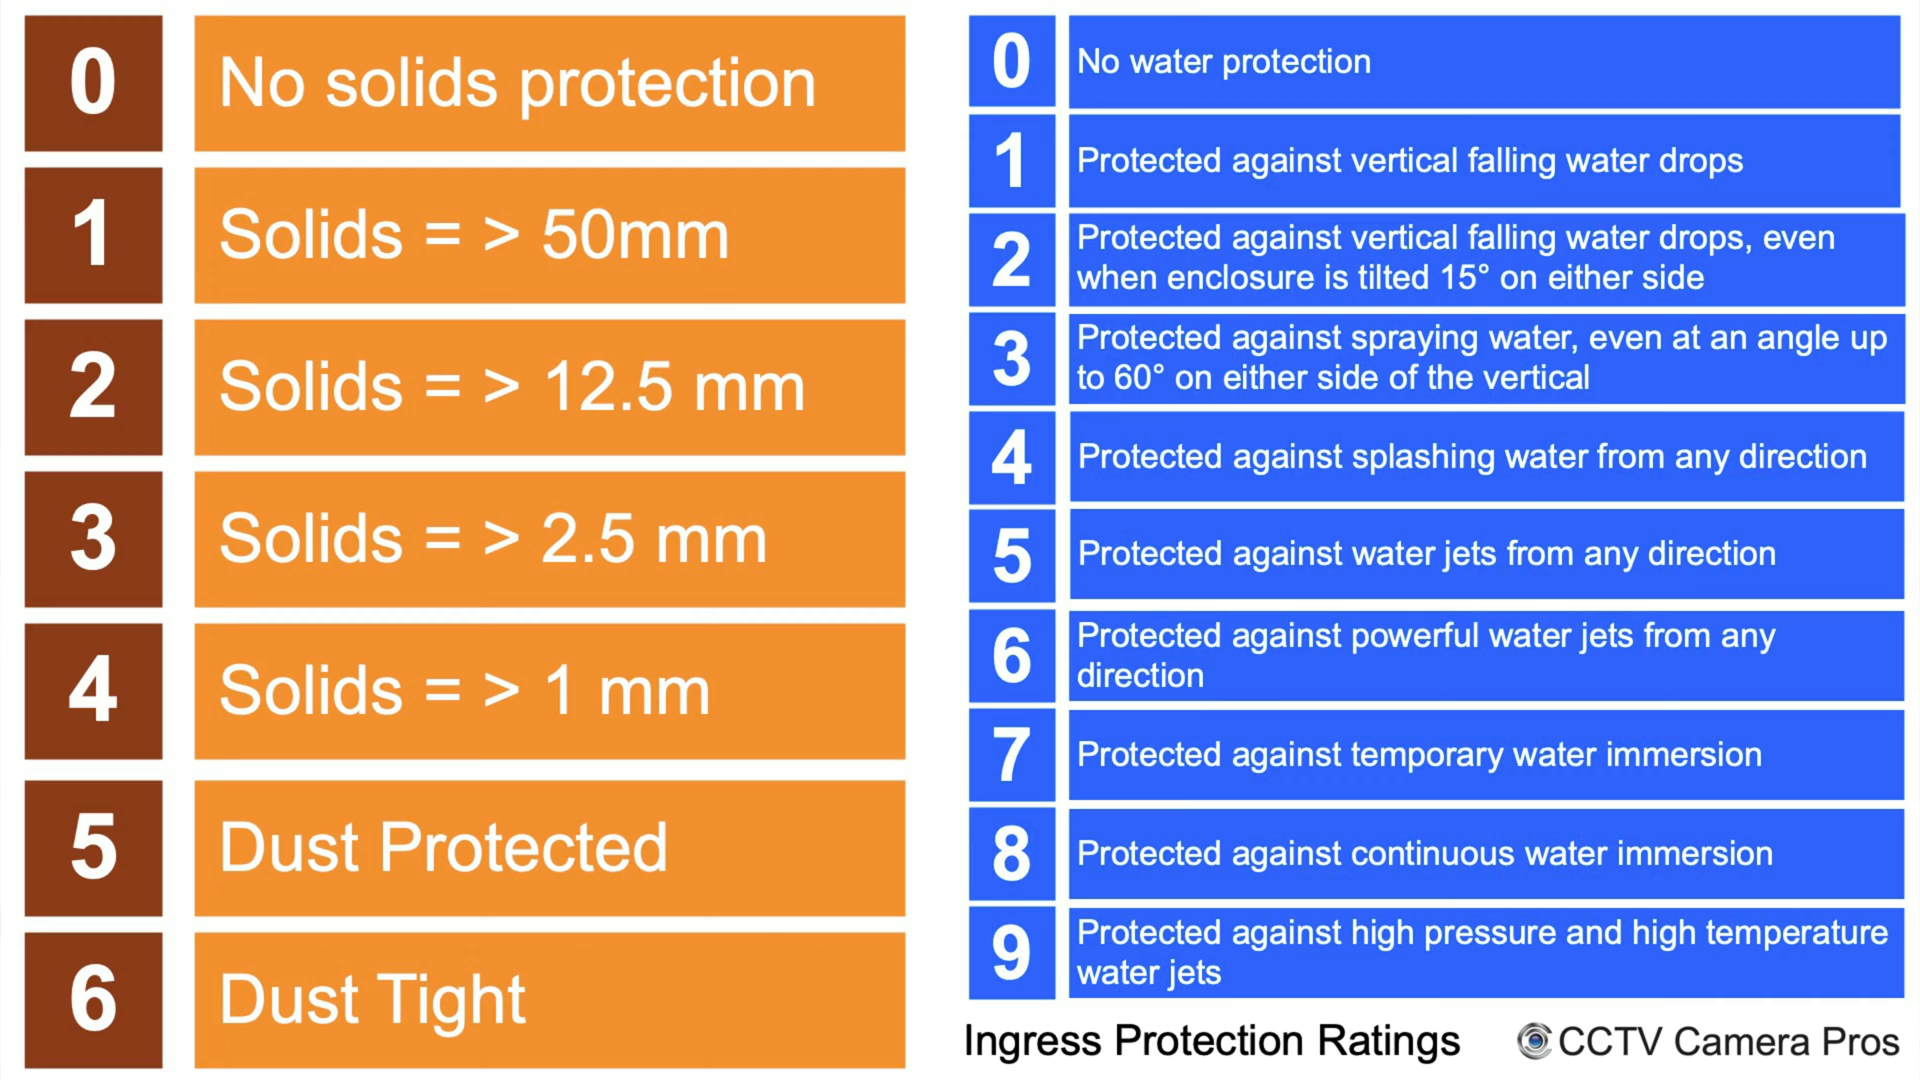 0
No solids protection
1
Solids = > 50mm
2
Solids = > 12.5 mm
3
Solids = > 2.5 mm
4
Solids = > 1 mm
5
Dust Protected
6
Dust Tight
0
No water protection
1
Protected against vertical falling water drops
2
Protected against vertical falling water drops, even
when enclosure is tilted 15° on either side
3
Protected against spraying water, even at an angle up
to 60° on either side of the vertical
4
Protected against splashing water from any direction
5
Protected against water jets from any direction
6
Protected against powerful water jets from any
direction
7
Protected against temporary water immersion
8
Protected against continuous water immersion
9
Protected against high pressure and high temperature
water jets
Ingress Protection Ratings
CCTV Camera Pros